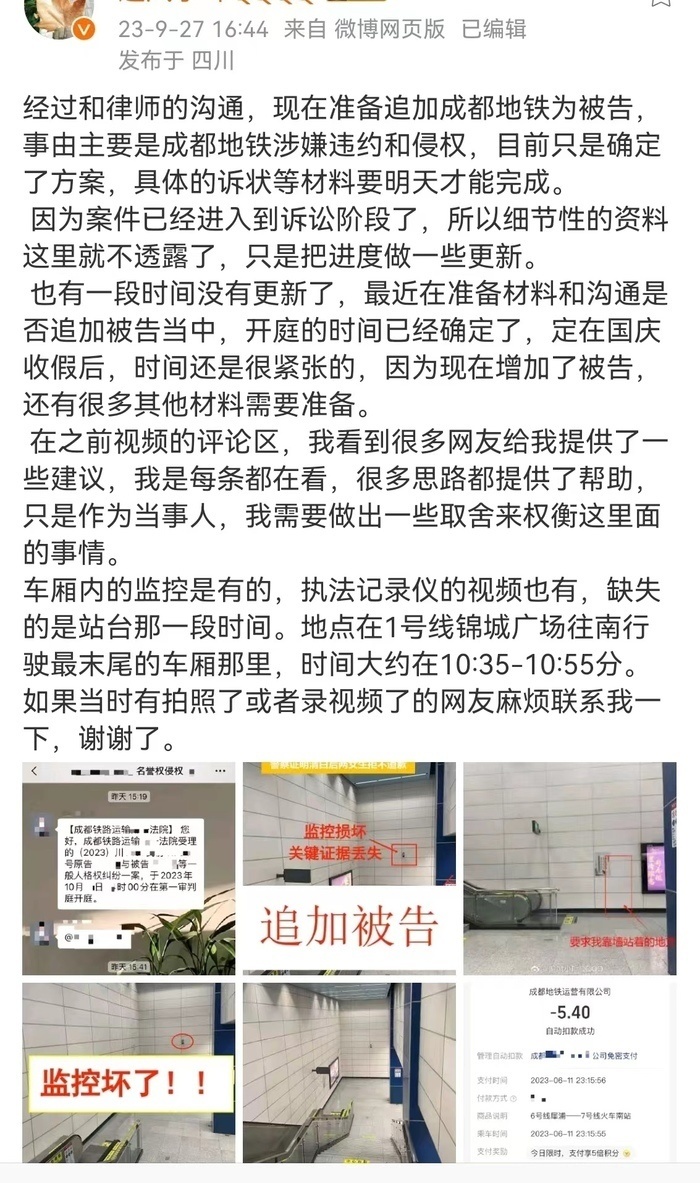 23-9-27 16:44 来自 微博网页版 已编辑
发布于 四川
经过和律师的沟通，现在准备追加成都地铁为被告，
事由主要是成都地铁涉嫌违约和侵权，目前只是确定
了方案，具体的诉状等材料要明天才能完成。
因为案件已经进入到诉讼阶段了，所以细节性的资料
这里就不透露了，只是把进度做一些更新。
也有一段时间没有更新了，最近在准备材料和沟通是
否追加被告当中，开庭的时间已经确定了，定在国庆
收假后，时间还是很紧张的，因为现在增加了被告，
还有很多其他材料需要准备。
在之前视频的评论区，我看到很多网友给我提供了一
些建议，我是每条都在看，很多思路都提供了帮助，
只是作为当事人，我需要做出一些取舍来权衡这里面
的事情。
车厢内的监控是有的，执法记录仪的视频也有，缺失
的是站台那一段时间。地点在1号线锦城广场往南行
驶最末尾的车厢那里，时间大约在10:35-10:55分。
如果当时有拍照了或者录视频了的网友麻烦联系我一
下，谢谢了。
名誉权侵权
昨天 15:19
【成都铁路运输 法院】您
好，成都铁路运输 法院受理
的（2023）川
号原告 与被告 等一
般人格权纠纷一案，于2023年
10月 日 时00分在第一审判
庭开庭。
@
昨天 15:41
监控损坏
关键证据丢失
追加被告
要求我靠墙站着的地
监控坏了！！
成都地铁运营有限公司
-5.40
自动扣款成功
管理自动扣款 成都 公司免密支付
支付时间 2023-06-11 23:15:56
付款方式
商品说明 6号线犀浦——7号线火车南站
乘车时间 2023-06-11 23:15:55
支付奖励 今日限时，支付享5倍积分